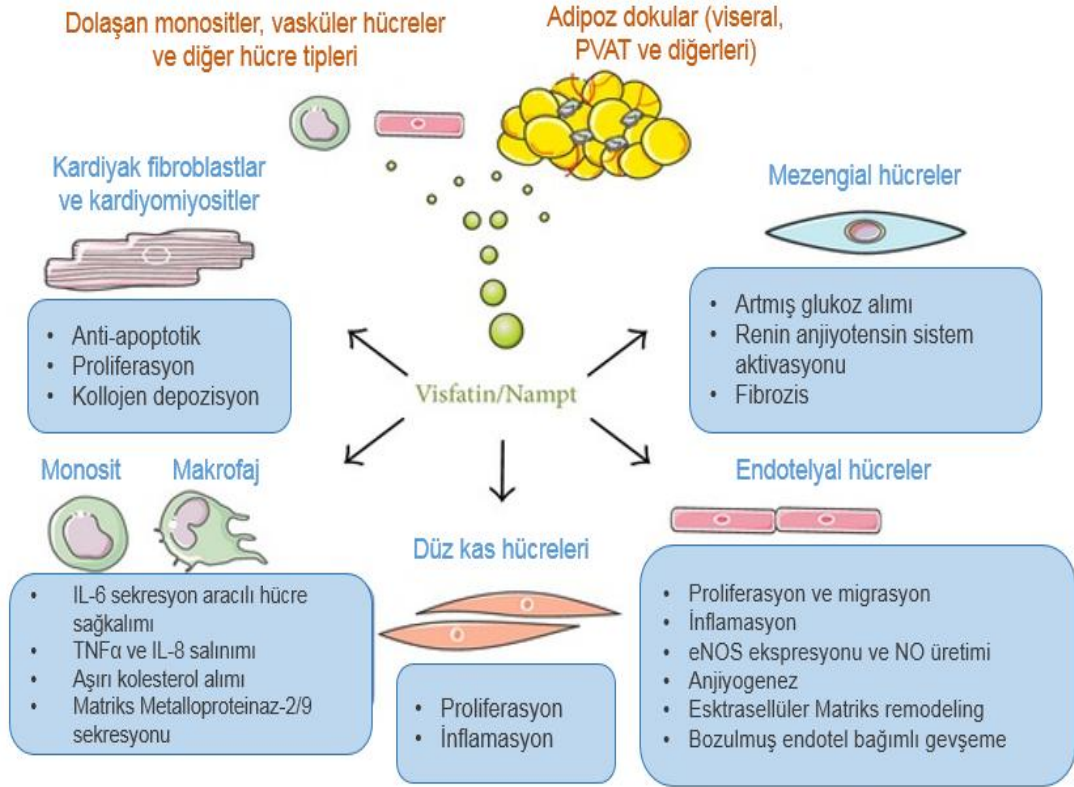 Dolaşan monositler, vasküler hücreler
ve diğer hücre tipleri
Adipoz dokular (viseral,
PVAT ve diğerleri)
Kardiyak fibroblastlar
ve kardiyomiyositler
Mezengial hücreler
• Anti-apoptotik
• Proliferasyon
• Kollojen depozisyon
• Artmış glukoz alımı
• Renin anjiyotensin sistem
aktivasyonu
• Fibrozis
Visfatin/Nampt
Monosit
Makrofaj
Düz kas hücreleri
Endotelyal hücreler
• IL-6 sekresyon aracılı hücre
sağkalımı
• TNFα ve IL-8 salınımı
• Aşırı kolesterol alımı
• Matriks Metalloproteinaz-2/9
sekresyonu
• Proliferasyon
• İnflamasyon
• Proliferasyon ve migrasyon
• İnflamasyon
• eNOS ekspresyonu ve NO üretimi
• Anjiyogenez
• Esktrasellüler Matriks remodeling
• Bozulmuş endotel bağımlı gevşeme